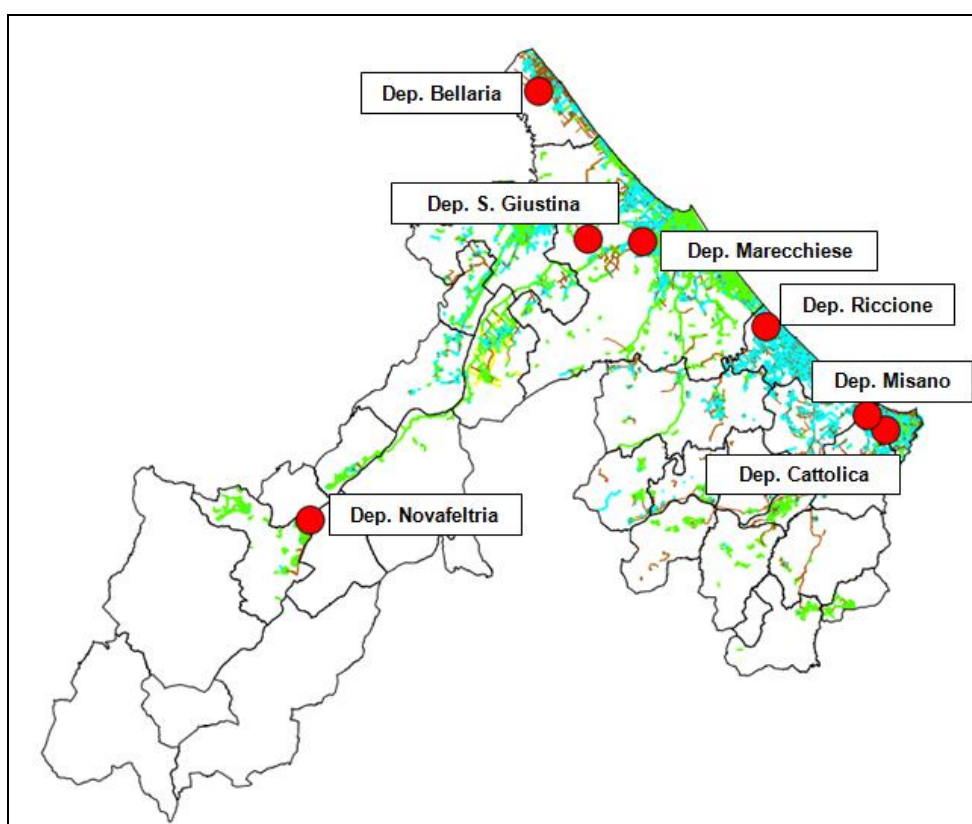 Dep. Bellaria
Dep. S. Giustina
Dep. Marecchiese
Dep. Riccione
Dep. Misano
Dep. Cattolica
Dep. Novafeltria